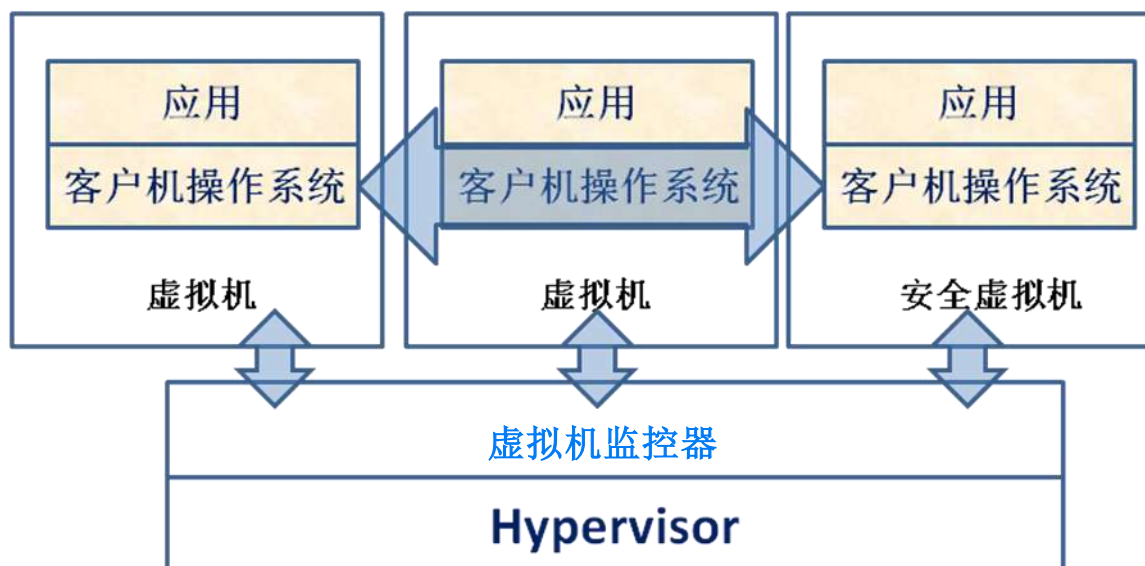 应用
客户机操作系统
虚拟机
应用
客户机操作系统
虚拟机
应用
客户机操作系统
安全虚拟机
虚拟机监控器
Hypervisor